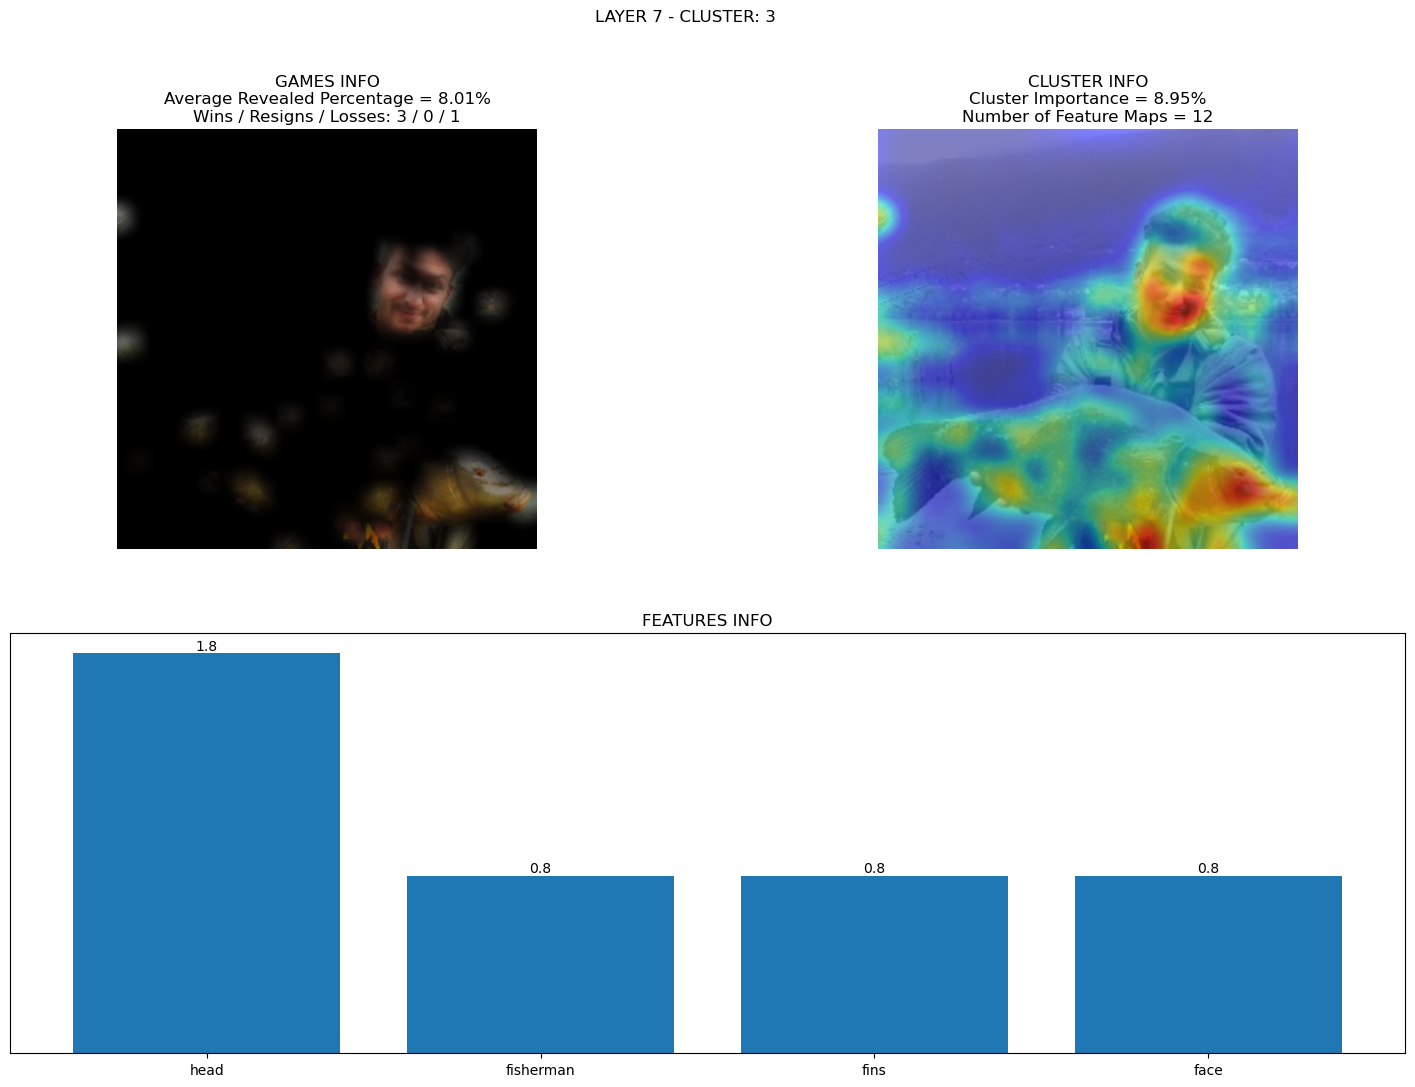 LAYER 7 - CLUSTER: 3
GAMES INFO
Average Revealed Percentage = 8.01%
Wins / Resigns / Losses: 3 / 0 / 1
CLUSTER INFO
Cluster Importance = 8.95%
Number of Feature Maps = 12
FEATURES INFO
1.8
0.8
0.8
0.8
head
fisherman
fins
face